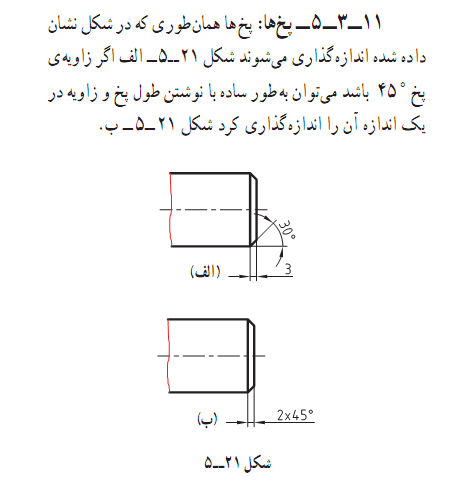 ۱۱ــ۳ــ۵ــ پخ‌ها: پخ‌ها همان‌طوری که در شکل نشان
داده شده اندازه‌گذاری می‌شوند شکل ۲۱ــ۵ــ الف اگر زاویه‌ی
پخ ۴۵° باشد می‌توان به‌طور ساده با نوشتن طول پخ و زاویه در
یک اندازه آن را اندازه‌گذاری کرد شکل ۲۱ــ۵ــ ب.
30°
3
(الف)
2x45°
(ب)
شکل ۲۱ــ۵